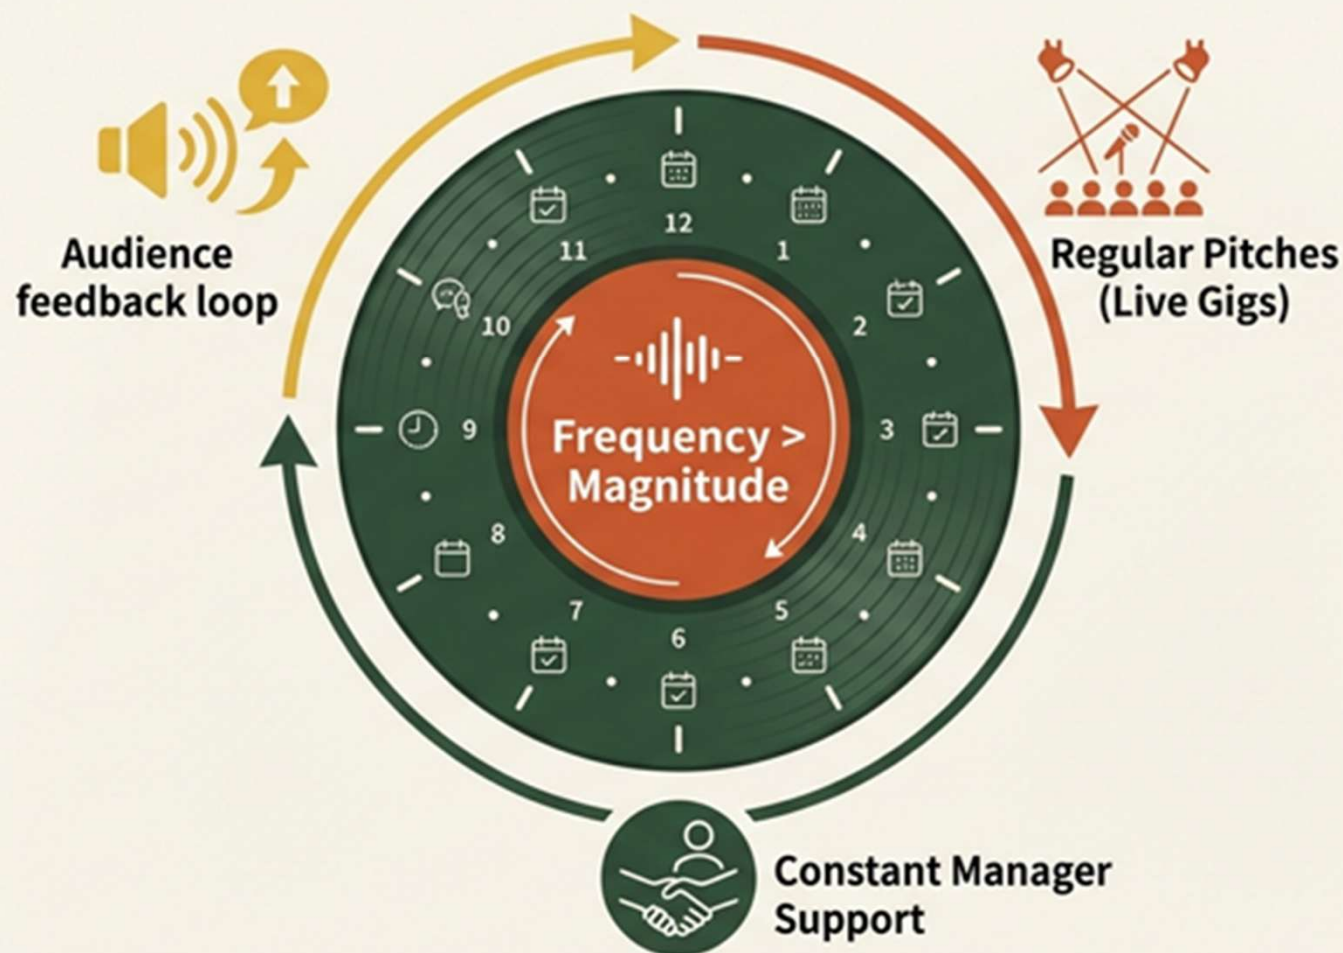 Audience
feedback loop
Regular Pitches
(Live Gigs)
12
11
1
10
2
9
3
8
4
7
5
6
Frequency >
Magnitude
Constant Manager
Support